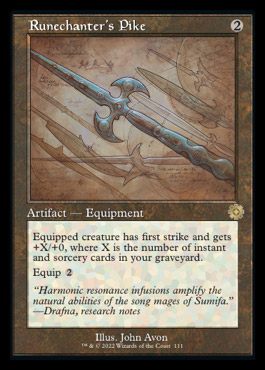 Runechanter's Pike 2
Artifact — Equipment
Equipped creature has first strike and gets
+X/+0, where X is the number of instant
and sorcery cards in your graveyard.
Equip 2
"Harmonic resonance infusions amplify the
natural abilities of the song mages of Sumifa."
—Drafna, research notes
Illus. John Avon
™ & © 2022 Wizards of the Coast 111